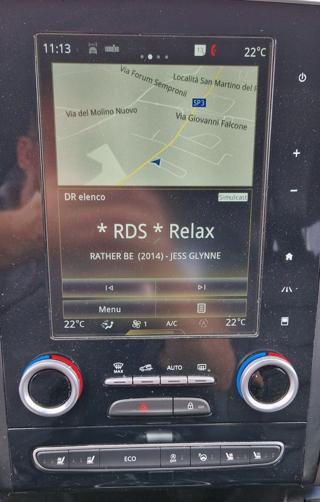 11:13
22°C
Via Forum Sempronii
Località San Martino del
SP3
Via del Molino Nuovo
Via Giovanni Falcone
DR elenco
Simulcast
* RDS * Relax
RATHER BE (2014) - JESS GLYNNE
Menu
22°C
1
A/C
22°C
MAX
AUTO
ECO